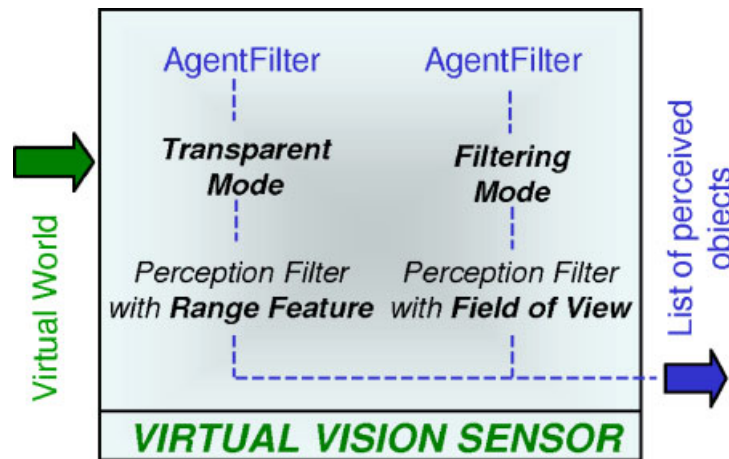 AgentFilter
AgentFilter
Transparent
Mode
Filtering
Mode
Perception Filter
with Range Feature
Perception Filter
with Field of View
Virtual World
List of perceived
objects
VIRTUAL VISION SENSOR